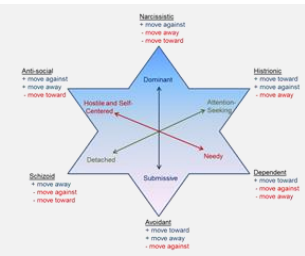 Narcissistic
+ move against
- move away
- move toward
Anti-social
+ move against
+ move away
- move toward
Histrionic
+ move toward
+ move against
- move away
Dominant
Hostile and Self-
Centered
Attention-
Seeking
Detached
Needy
Submissive
Schizoid
+ move away
- move against
- move toward
Dependent
+ move toward
- move against
- move away
Avoidant
+ move toward
+ move away
- move against